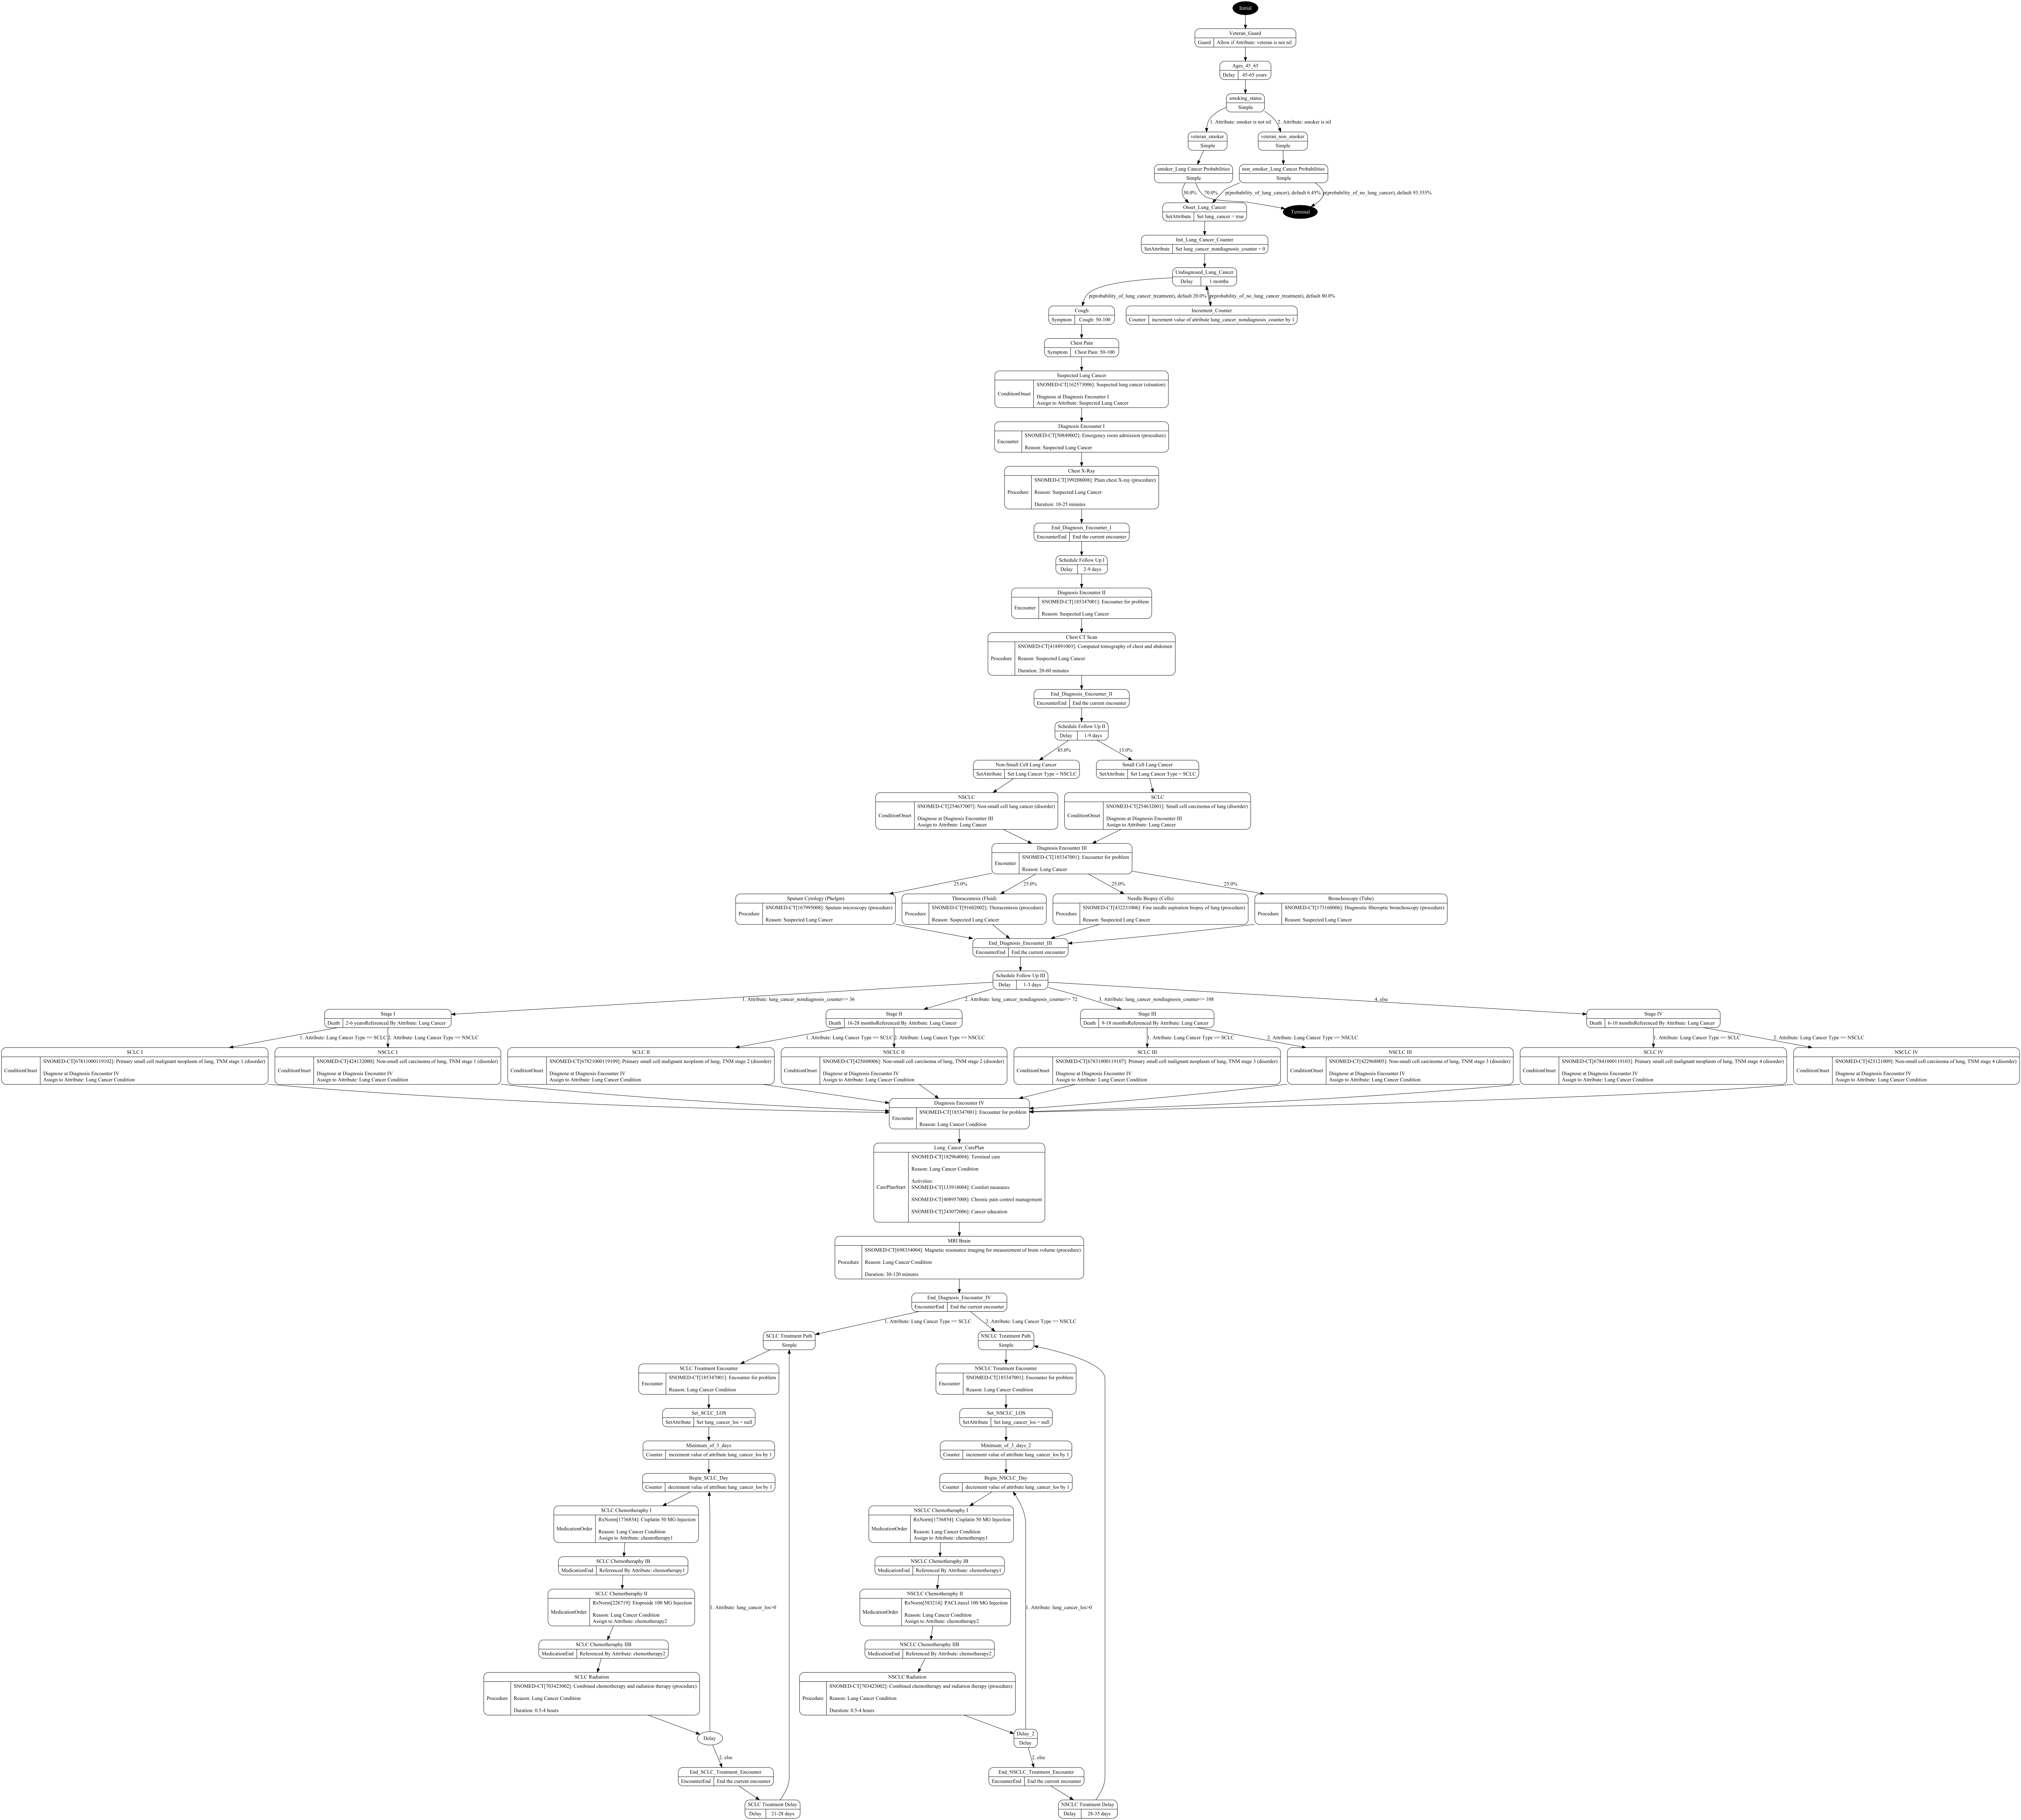 Initial
Veteran_Guard
Guard Allow if Attribute: veteran is not nil
Ages_45_65
Delay 45-65 years
smoking_status
Simple
1. Attribute: smoker is not nil
2. Attribute: smoker is nil
veteran_smoker
Simple
veteran_non_smoker
Simple
smoker_Lung Cancer Probabilities
Simple
non_smoker_Lung Cancer Probabilities
Simple
30.0%
70.0%
p(probability_of_lung_cancer), default 6.45%
p(probability_of_no_lung_cancer), default 93.355%
Onset_Lung_Cancer
SetAttribute Set lung_cancer = true
Terminal
Init_Lung_Cancer_Counter
SetAttribute Set lung_cancer_nondiagnosis_counter = 0
Undiagnosed_Lung_Cancer
Delay 1 months
p(probability_of_lung_cancer_treatment), default 20.0%
p(probability_of_no_lung_cancer_treatment), default 80.0%
Cough
Symptom Cough: 50-100
Increment_Counter
Counter increment value of attribute lung_cancer_nondiagnosis_counter by 1
Chest Pain
Symptom Chest Pain: 50-100
Suspected Lung Cancer
ConditionOnset
SNOMED-CT[162573006]: Suspected lung cancer (situation)
Diagnose at Diagnosis Encounter I
Assign to Attribute: Suspected Lung Cancer
Diagnosis Encounter I
Encounter
SNOMED-CT[50849002]: Emergency room admission (procedure)
Reason: Suspected Lung Cancer
Chest X-Ray
Procedure
SNOMED-CT[399208008]: Plain chest X-ray (procedure)
Reason: Suspected Lung Cancer
Duration: 10-25 minutes
End_Diagnosis_Encounter_I
EncounterEnd End the current encounter
Schedule Follow Up I
Delay 2-9 days
Diagnosis Encounter II
Encounter
SNOMED-CT[185347001]: Encounter for problem
Reason: Suspected Lung Cancer
Chest CT Scan
Procedure
SNOMED-CT[418891003]: Computed tomography of chest and abdomen
Reason: Suspected Lung Cancer
Duration: 20-60 minutes
End_Diagnosis_Encounter_II
EncounterEnd End the current encounter
Schedule Follow Up II
Delay 1-9 days
85.0%
15.0%
Non-Small Cell Lung Cancer
SetAttribute Set Lung Cancer Type = NSCLC
Small Cell Lung Cancer
SetAttribute Set Lung Cancer Type = SCLC
NSCLC
ConditionOnset
SNOMED-CT[254637007]: Non-small cell lung cancer (disorder)
Diagnose at Diagnosis Encounter III
Assign to Attribute: Lung Cancer
SCLC
ConditionOnset
SNOMED-CT[254632001]: Small cell carcinoma of lung (disorder)
Diagnose at Diagnosis Encounter III
Assign to Attribute: Lung Cancer
Diagnosis Encounter III
Encounter
SNOMED-CT[185347001]: Encounter for problem
Reason: Lung Cancer
25.0%
25.0%
25.0%
25.0%
Sputum Cytology (Phelgm)
Procedure
SNOMED-CT[167995008]: Sputum microscopy (procedure)
Reason: Suspected Lung Cancer
Thoracentesis (Fluid)
Procedure
SNOMED-CT[91602002]: Thoracentesis (procedure)
Reason: Suspected Lung Cancer
Needle Biopsy (Cells)
Procedure
SNOMED-CT[432231006]: Fine needle aspiration biopsy of lung (procedure)
Reason: Suspected Lung Cancer
Bronchoscopy (Tube)
Procedure
SNOMED-CT[173160006]: Diagnostic fiberoptic bronchoscopy (procedure)
Reason: Suspected Lung Cancer
End_Diagnosis_Encounter_III
EncounterEnd End the current encounter
Schedule Follow Up III
Delay 1-3 days
1. Attribute: lung_cancer_nondiagnosis_counter<= 36
2. Attribute: lung_cancer_nondiagnosis_counter<= 72
3. Attribute: lung_cancer_nondiagnosis_counter<= 108
4. else
Stage I
Death 2-6 yearsReferenced By Attribute: Lung Cancer
Stage II
Death 16-28 monthsReferenced By Attribute: Lung Cancer
Stage III
Death 9-18 monthsReferenced By Attribute: Lung Cancer
Stage IV
Death 6-10 monthsReferenced By Attribute: Lung Cancer
1. Attribute: Lung Cancer Type == SCLC
2. Attribute: Lung Cancer Type == NSCLC
1. Attribute: Lung Cancer Type == SCLC
2. Attribute: Lung Cancer Type == NSCLC
1. Attribute: Lung Cancer Type == SCLC
2. Attribute: Lung Cancer Type == NSCLC
1. Attribute: Lung Cancer Type == SCLC
2. Attribute: Lung Cancer Type == NSCLC
SCLC I
ConditionOnset
SNOMED-CT[67811000119102]: Primary small cell malignant neoplasm of lung, TNM stage 1 (disorder)
Diagnose at Diagnosis Encounter IV
Assign to Attribute: Lung Cancer Condition
NSCLC I
ConditionOnset
SNOMED-CT[424132000]: Non-small cell carcinoma of lung, TNM stage 1 (disorder)
Diagnose at Diagnosis Encounter IV
Assign to Attribute: Lung Cancer Condition
SCLC II
ConditionOnset
SNOMED-CT[67821000119109]: Primary small cell malignant neoplasm of lung, TNM stage 2 (disorder)
Diagnose at Diagnosis Encounter IV
Assign to Attribute: Lung Cancer Condition
NSCLC II
ConditionOnset
SNOMED-CT[425048006]: Non-small cell carcinoma of lung, TNM stage 2 (disorder)
Diagnose at Diagnosis Encounter IV
Assign to Attribute: Lung Cancer Condition
SCLC III
ConditionOnset
SNOMED-CT[67831000119107]: Primary small cell malignant neoplasm of lung, TNM stage 3 (disorder)
Diagnose at Diagnosis Encounter IV
Assign to Attribute: Lung Cancer Condition
NSCLC III
ConditionOnset
SNOMED-CT[422968005]: Non-small cell carcinoma of lung, TNM stage 3 (disorder)
Diagnose at Diagnosis Encounter IV
Assign to Attribute: Lung Cancer Condition
SCLC IV
ConditionOnset
SNOMED-CT[67841000119103]: Primary small cell malignant neoplasm of lung, TNM stage 4 (disorder)
Diagnose at Diagnosis Encounter IV
Assign to Attribute: Lung Cancer Condition
NSCLC IV
ConditionOnset
SNOMED-CT[423121009]: Non-small cell carcinoma of lung, TNM stage 4 (disorder)
Diagnose at Diagnosis Encounter IV
Assign to Attribute: Lung Cancer Condition
Diagnosis Encounter IV
Encounter
SNOMED-CT[185347001]: Encounter for problem
Reason: Lung Cancer Condition
Lung_Cancer_CarePlan
CarePlanStart
SNOMED-CT[182964004]: Terminal care
Reason: Lung Cancer Condition
Activities:
SNOMED-CT[133918004]: Comfort measures
SNOMED-CT[408957008]: Chronic pain control management
SNOMED-CT[243072006]: Cancer education
MRI Brain
Procedure
SNOMED-CT[698354004]: Magnetic resonance imaging for measurement of brain volume (procedure)
Reason: Lung Cancer Condition
Duration: 30-120 minutes
End_Diagnosis_Encounter_IV
EncounterEnd End the current encounter
1. Attribute: Lung Cancer Type == SCLC
2. Attribute: Lung Cancer Type == NSCLC
SCLC Treatment Path
Simple
NSCLC Treatment Path
Simple
SCLC Treatment Encounter
Encounter
SNOMED-CT[185347001]: Encounter for problem
Reason: Lung Cancer Condition
NSCLC Treatment Encounter
Encounter
SNOMED-CT[185347001]: Encounter for problem
Reason: Lung Cancer Condition
Set_SCLC_LOS
SetAttribute Set lung_cancer_los = null
Set_NSCLC_LOS
SetAttribute Set lung_cancer_los = null
Minimum_of_3_days
Counter increment value of attribute lung_cancer_los by 1
Minimum_of_3_days_2
Counter increment value of attribute lung_cancer_los by 1
Begin_SCLC_Day
Counter decrement value of attribute lung_cancer_los by 1
Begin_NSCLC_Day
Counter decrement value of attribute lung_cancer_los by 1
SCLC Chemotheraphy I
MedicationOrder
RxNorm[1736854]: Cisplatin 50 MG Injection
Reason: Lung Cancer Condition
Assign to Attribute: chemotherapy1
NSCLC Chemotheraphy I
MedicationOrder
RxNorm[1736854]: Cisplatin 50 MG Injection
Reason: Lung Cancer Condition
Assign to Attribute: chemotherapy1
SCLC Chemotheraphy IB
MedicationEnd Referenced By Attribute: chemotherapy1
NSCLC Chemotheraphy IB
MedicationEnd Referenced By Attribute: chemotherapy1
SCLC Chemotheraphy II
MedicationOrder
RxNorm[226719]: Etoposide 100 MG Injection
Reason: Lung Cancer Condition
Assign to Attribute: chemotherapy2
1. Attribute: lung_cancer_los>0
NSCLC Chemotheraphy II
MedicationOrder
RxNorm[583214]: PACLitaxel 100 MG Injection
Reason: Lung Cancer Condition
Assign to Attribute: chemotherapy2
1. Attribute: lung_cancer_los>0
SCLC Chemotheraphy IIB
MedicationEnd Referenced By Attribute: chemotherapy2
NSCLC Chemotheraphy IIB
MedicationEnd Referenced By Attribute: chemotherapy2
SCLC Radiation
Procedure
SNOMED-CT[703423002]: Combined chemotherapy and radiation therapy (procedure)
Reason: Lung Cancer Condition
Duration: 0.5-4 hours
NSCLC Radiation
Procedure
SNOMED-CT[703423002]: Combined chemotherapy and radiation therapy (procedure)
Reason: Lung Cancer Condition
Duration: 0.5-4 hours
Delay
Delay_2
Delay
2. else
2. else
End_SCLC_Treatment_Encounter
EncounterEnd End the current encounter
End_NSCLC_Treatment_Encounter
EncounterEnd End the current encounter
SCLC Treatment Delay
Delay 21-28 days
NSCLC Treatment Delay
Delay 28-35 days